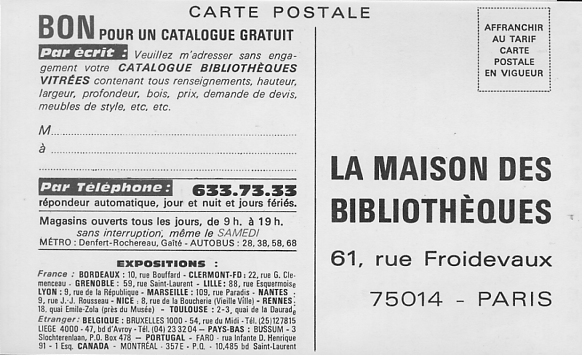 CARTE POSTALE
BON POUR UN CATALOGUE GRATUIT
Par écrit : Veuillez m'adresser sans enga-
gement votre CATALOGUE BIBLIOTHÈQUES
VITRÉES contenant tous renseignements, hauteur,
largeur, profondeur, bois, prix, demande de devis,
meubles de style, etc, etc.
M
à
Par Téléphone: 633.73.33
répondeur automatique, jour et nuit et jours fériés.
Magasins ouverts tous les jours, de 9 h. à 19 h.
sans interruption, même le SAMEDI
MÉTRO : Denfert-Rochereau, Gaîté - AUTOBUS : 28, 38, 58, 68
EXPOSITIONS :
France : BORDEAUX : 10, rue Bouffard - CLERMONT-FD : 22, rue G. Cle-
menceau - GRENOBLE : 59, rue Saint-Laurent - LILLE : 88, rue Esquermoise
LYON : 9, rue de la République - MARSEILLE : 109, rue Paradis - NANTES :
9, rue J.-J. Rousseau - NICE : 8, rue de la Boucherie (Vieille Ville) - RENNES :
18, quai Emile-Zola (près du Musée) - TOULOUSE : 2-3, quai de la Daurade
Etranger: BELGIQUE : BRUXELLES 1000 - 54, rue du Midi - Tél. (25)127815
LIEGE 4000 - 47, bd d'Avroy - Tél. (04) 23 32 04 - PAYS-BAS : BUSSUM - 3
Slochterenlaan, P.O. Box 478 - PORTUGAL - FARO - rua Infante D. Henrique
91 - 1 Esq. CANADA - MONTRÉAL - 357 E - P.Q. - 10,485 bd Saint-Laurent
AFFRANCHIR
AU TARIF
CARTE
POSTALE
EN VIGUEUR
LA MAISON DES
BIBLIOTHÈQUES
61, rue Froidevaux
75014 - PARIS